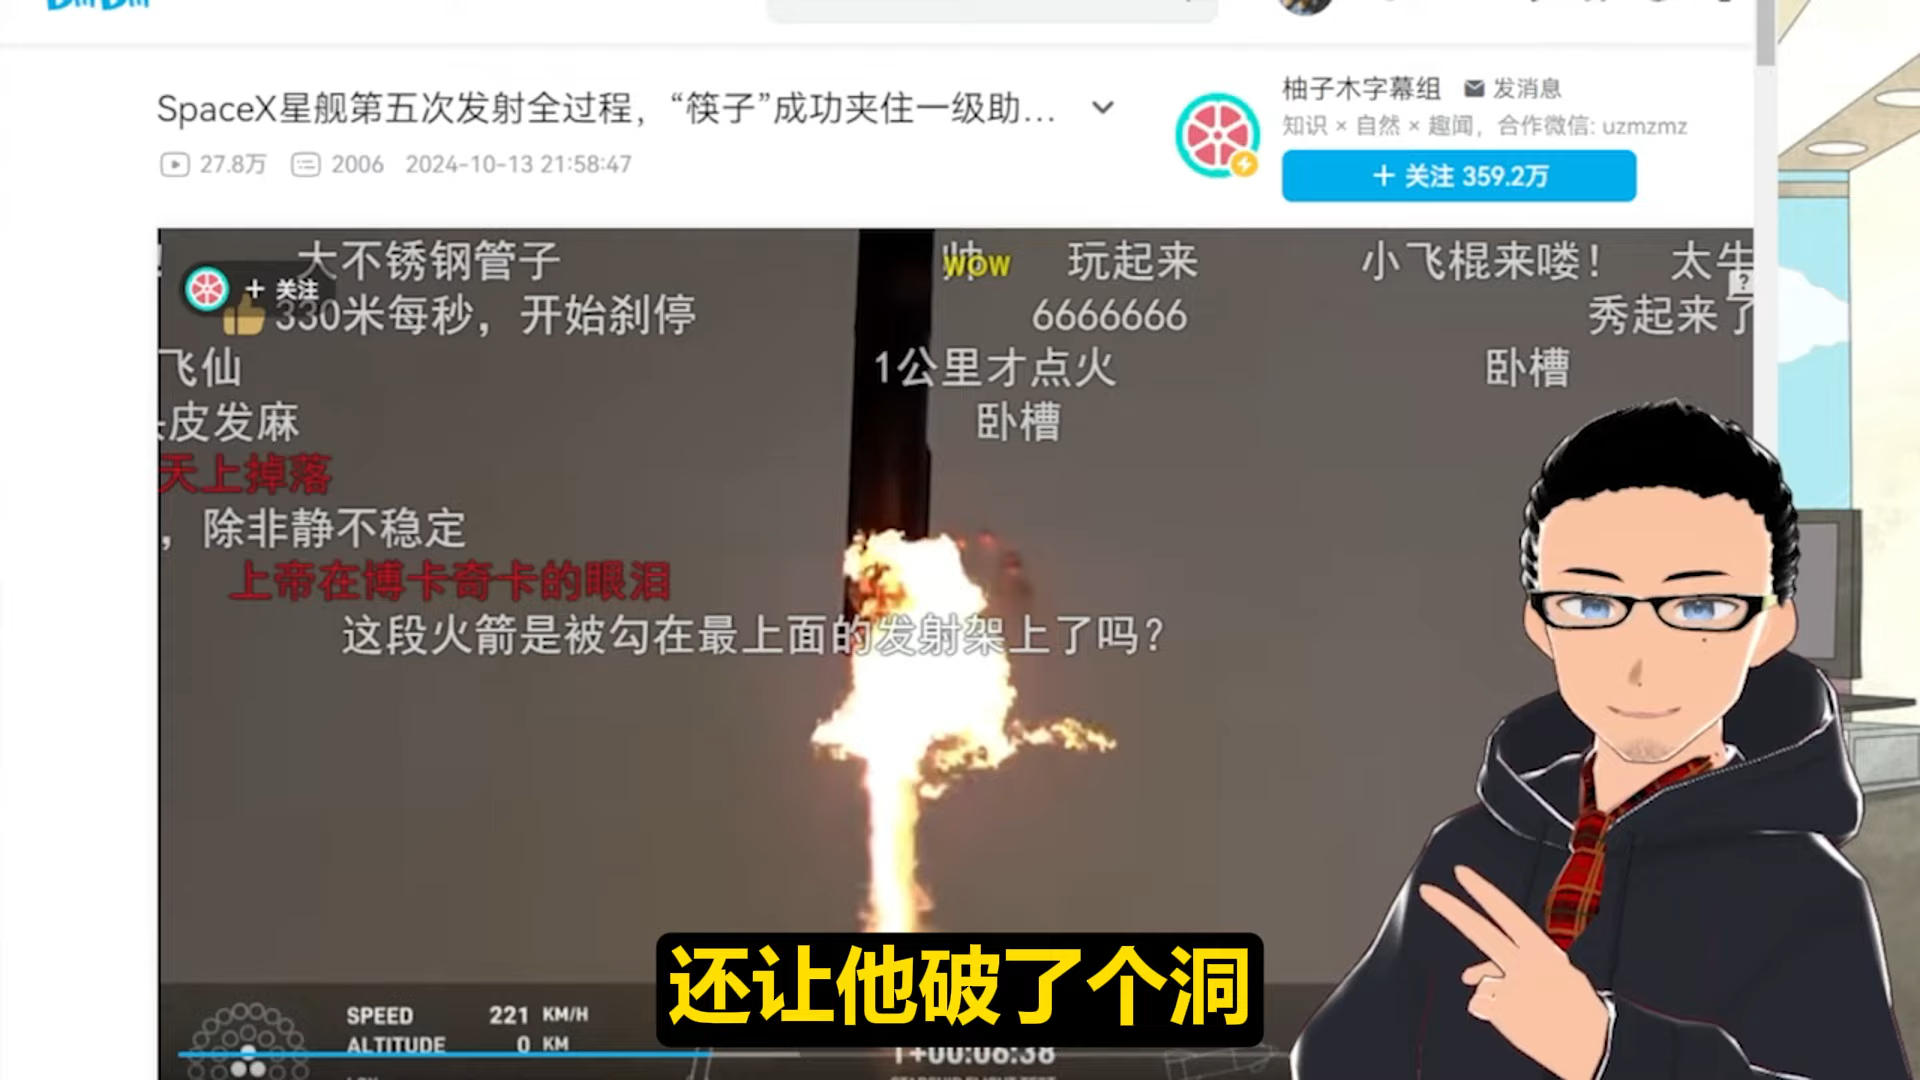 SpaceX星舰第五次发射全过程，“筷子”成功夹住一级助...
27.8万 2006 2024-10-13 21:58:47
柚子木字幕组 发消息
知识 × 自然 × 趣闻，合作微信: uzmzmz
+ 关注 359.2万
大不锈钢管子
帅
wow
玩起来
小飞棍来喽！
太牛
+ 关注
330米每秒，开始刹停
6666666
秀起来了
飞仙
1公里才点火
卧槽
皮发麻
卧槽
天上掉落
，除非静不稳定
上帝在博卡奇卡的眼泪
这段火箭是被勾在最上面的发射架上了吗？
还让他破了个洞
SPEED 221 KM/H
ALTITUDE 0 KM
T+00:06:38